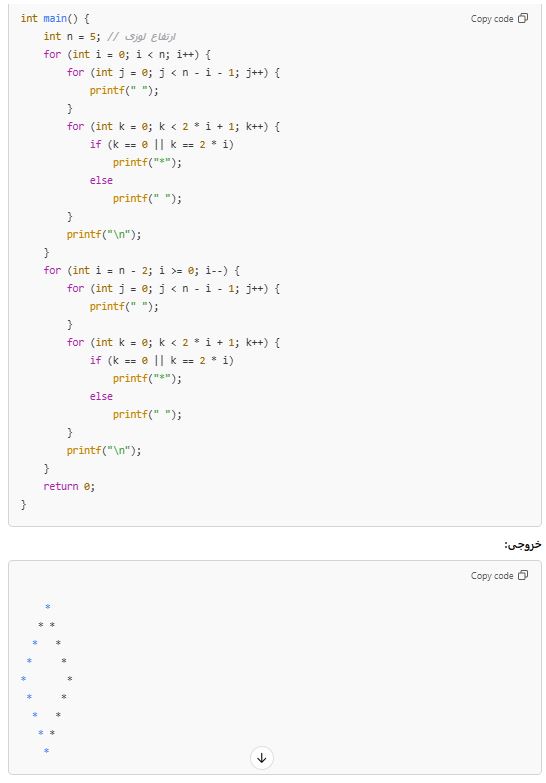 int main() {
Copy code
    int n = 5; // ارتفاع لوزی
    for (int i = 0; i < n; i++) {
        for (int j = 0; j < n - i - 1; j++) {
            printf(" ");
        }
        for (int k = 0; k < 2 * i + 1; k++) {
            if (k == 0 || k == 2 * i)
                printf("*");
            else
                printf(" ");
        }
        printf("\n");
    }
    for (int i = n - 2; i >= 0; i--) {
        for (int j = 0; j < n - i - 1; j++) {
            printf(" ");
        }
        for (int k = 0; k < 2 * i + 1; k++) {
            if (k == 0 || k == 2 * i)
                printf("*");
            else
                printf(" ");
        }
        printf("\n");
    }
    return 0;
}
خروجی:
Copy code
    *
   * *
  *   *
 *     *
*       *
 *     *
  *   *
   * *
    *